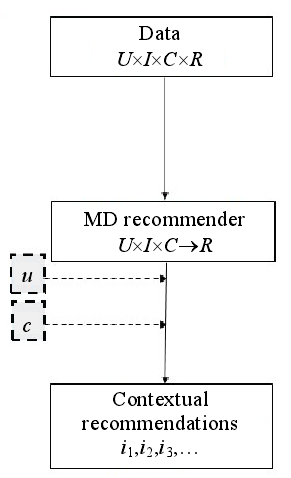 Data
U×I×C×R
MD recommender
U×I×C→R
u
c
Contextual
recommendations
i₁,i₂,i₃,…